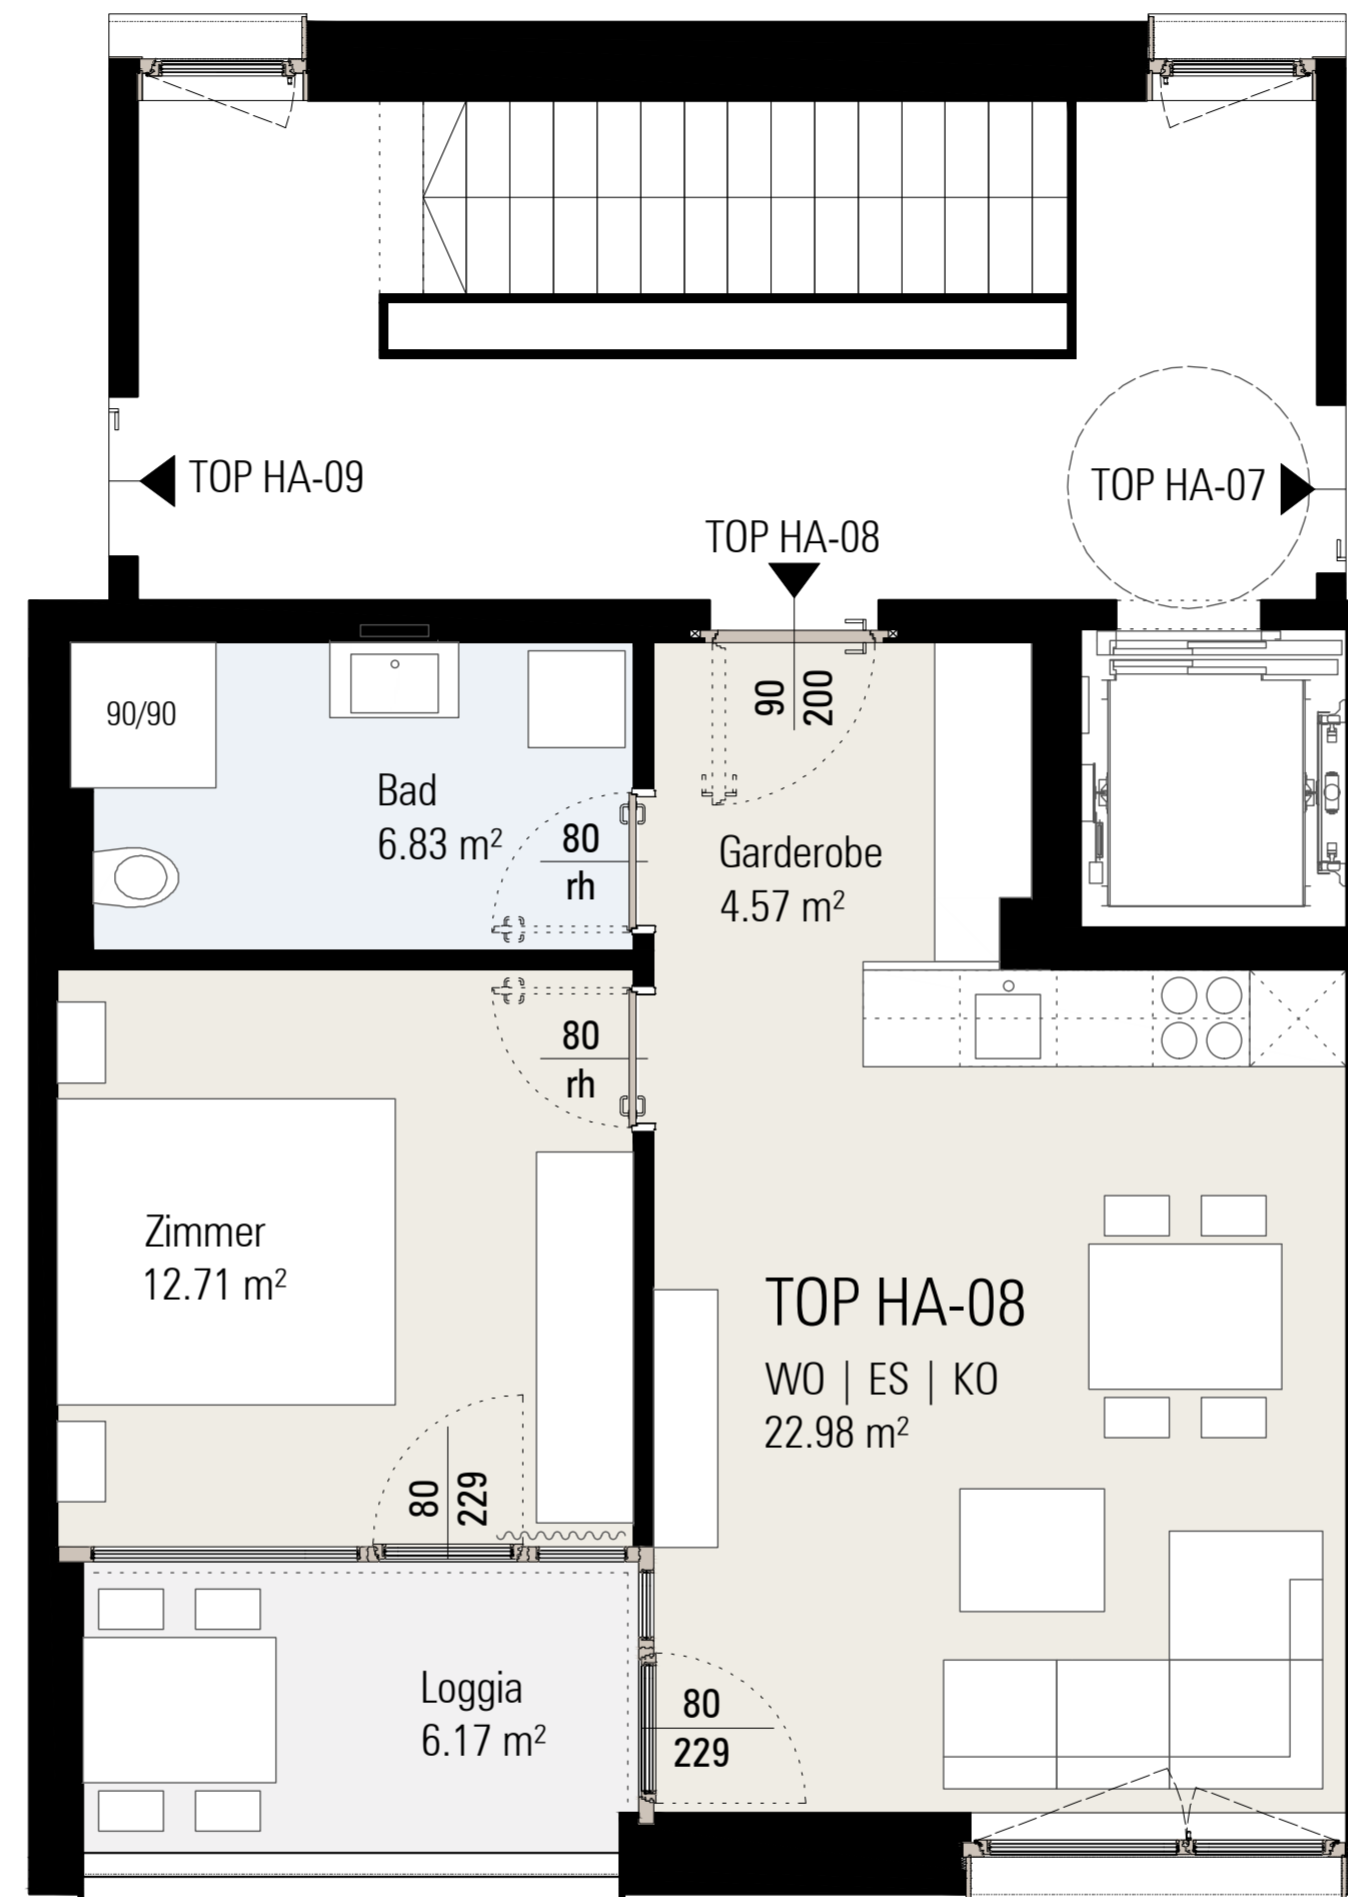 TOP HA-09
TOP HA-07
TOP HA-08
90
200
90/90
Bad
6.83 m²
80
rh
Garderobe
4.57 m²
80
rh
Zimmer
12.71 m²
TOP HA-08
WO | ES | KO
22.98 m²
80
229
Loggia
6.17 m²
80
229